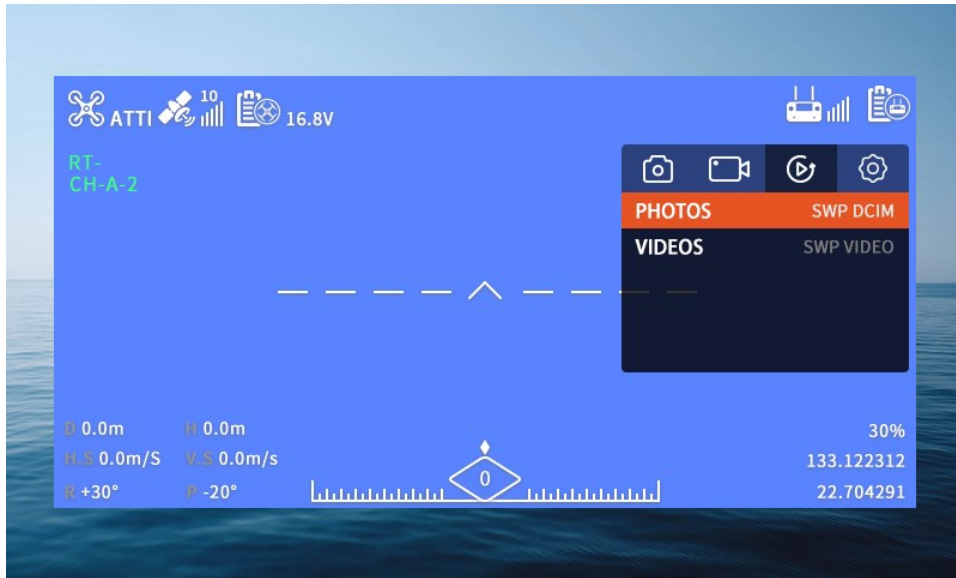 ATTI 10 16.8V
RT-
CH-A-2
PHOTOS SWP DCIM
VIDEOS SWP VIDEO
D 0.0m H 0.0m 30%
H.S 0.0m/S V.S 0.0m/s 133.122312
R +30° P -20° 0 22.704291